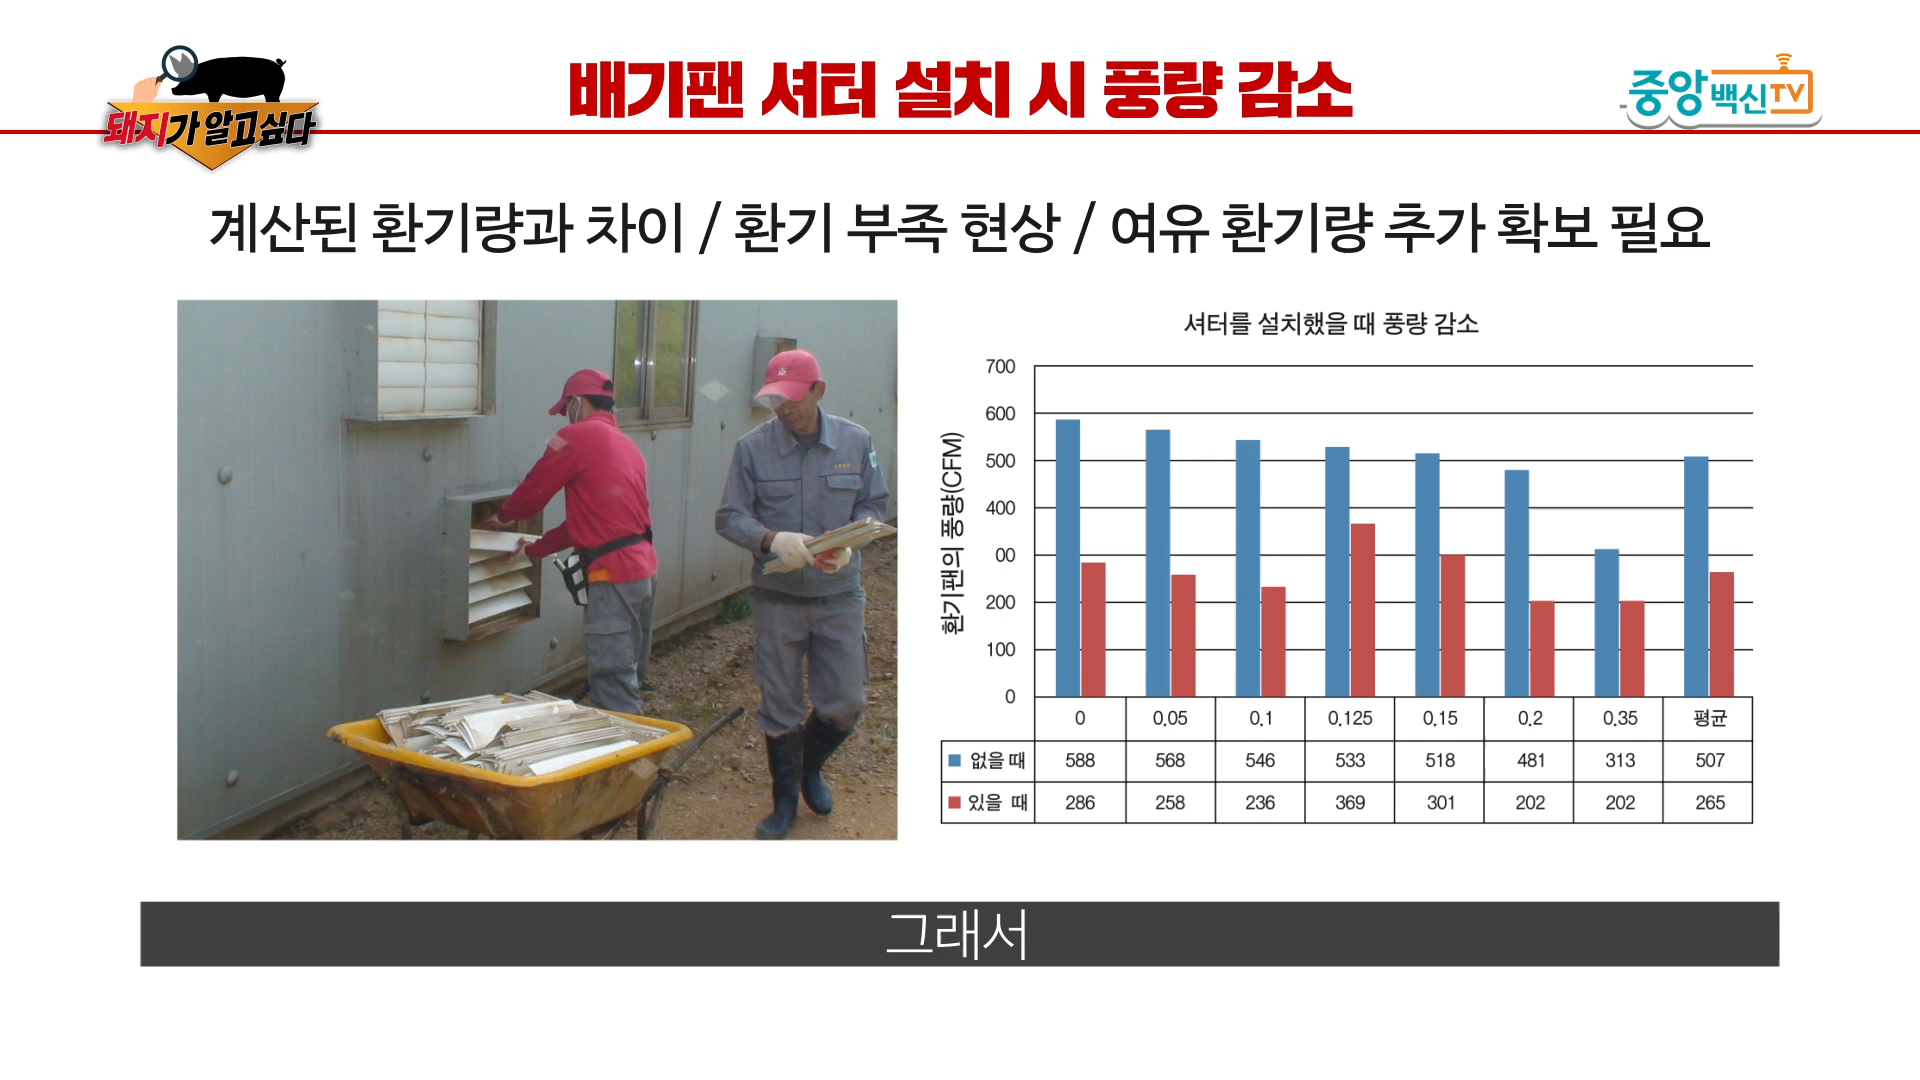 배기팬 셔터 설치 시 풍량 감소
돼지가 알고싶다
중앙백신TV
계산된 환기량과 차이 / 환기 부족 현상 / 여유 환기량 추가 확보 필요
셔터를 설치했을 때 풍량 감소
환기팬의 풍량(CFM)
700
600
500
400
00
200
100
0
0 0.05 0.1 0.125 0.15 0.2 0.35 평균
없을 때 588 568 546 533 518 481 313 507
있을 때 286 258 236 369 301 202 202 265
그래서